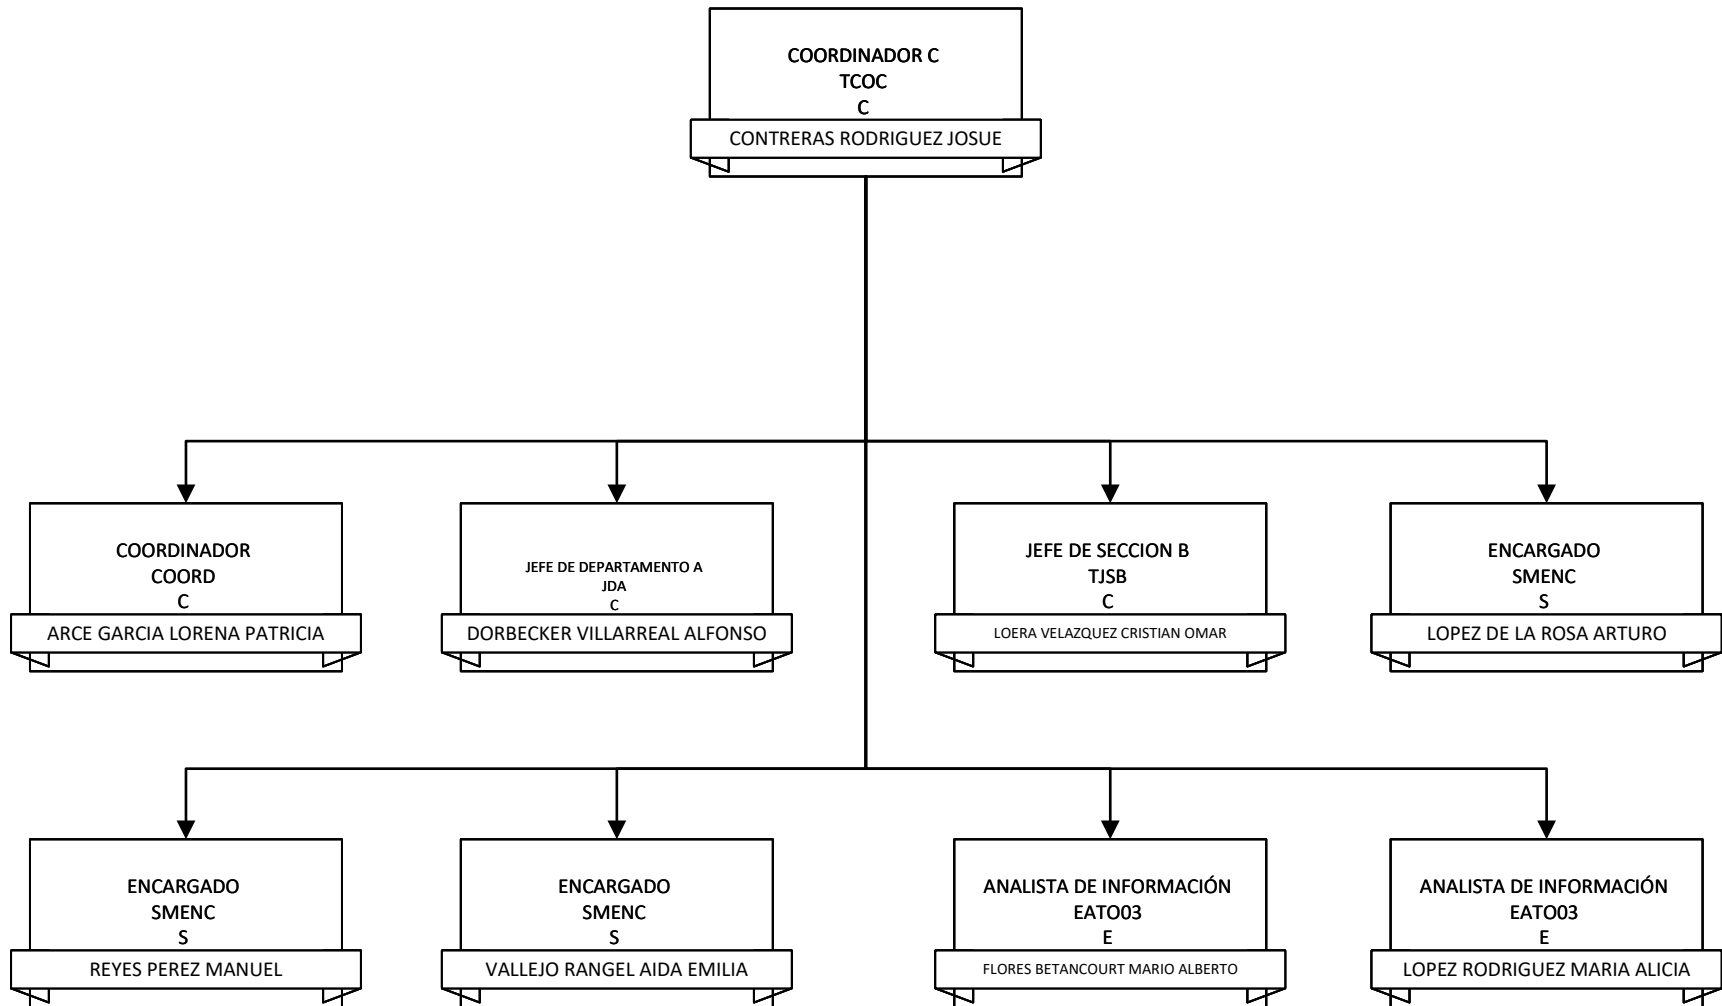 COORDINADOR C
TCOC
C
CONTRERAS RODRIGUEZ JOSUE
COORDINADOR
COORD
C
ARCE GARCIA LORENA PATRICIA
JEFE DE DEPARTAMENTO A
JDA
C
DORBECKER VILLARREAL ALFONSO
JEFE DE SECCION B
TJSB
C
LOERA VELAZQUEZ CRISTIAN OMAR
ENCARGADO
SMENC
S
LOPEZ DE LA ROSA ARTURO
ENCARGADO
SMENC
S
REYES PEREZ MANUEL
ENCARGADO
SMENC
S
VALLEJO RANGEL AIDA EMILIA
ANALISTA DE INFORMACIÓN
EATO03
E
FLORES BETANCOURT MARIO ALBERTO
ANALISTA DE INFORMACIÓN
EATO03
E
LOPEZ RODRIGUEZ MARIA ALICIA